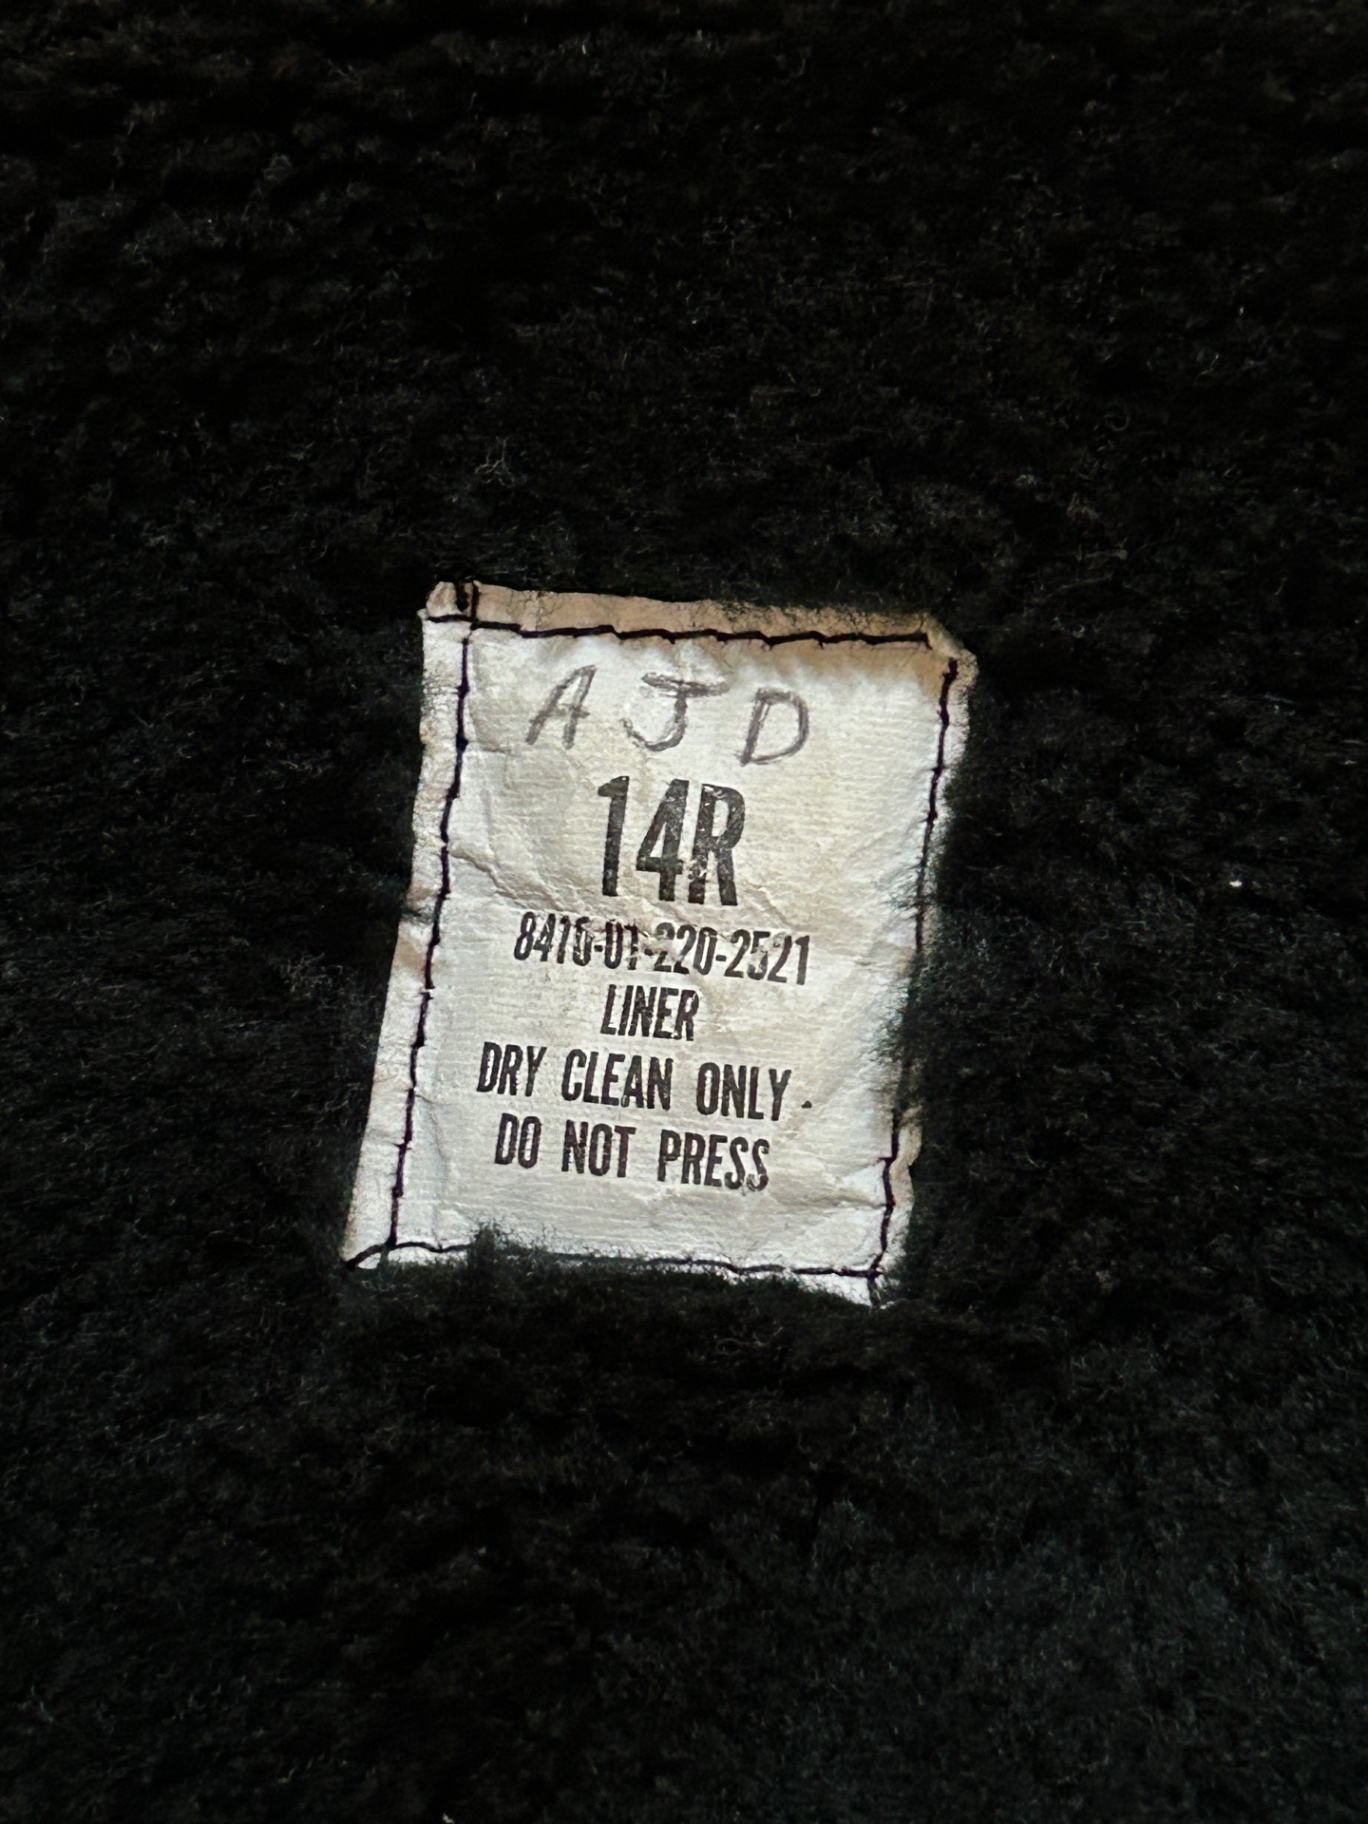 AJD
14R
8410-01-220-2521
LINER
DRY CLEAN ONLY
DO NOT PRESS